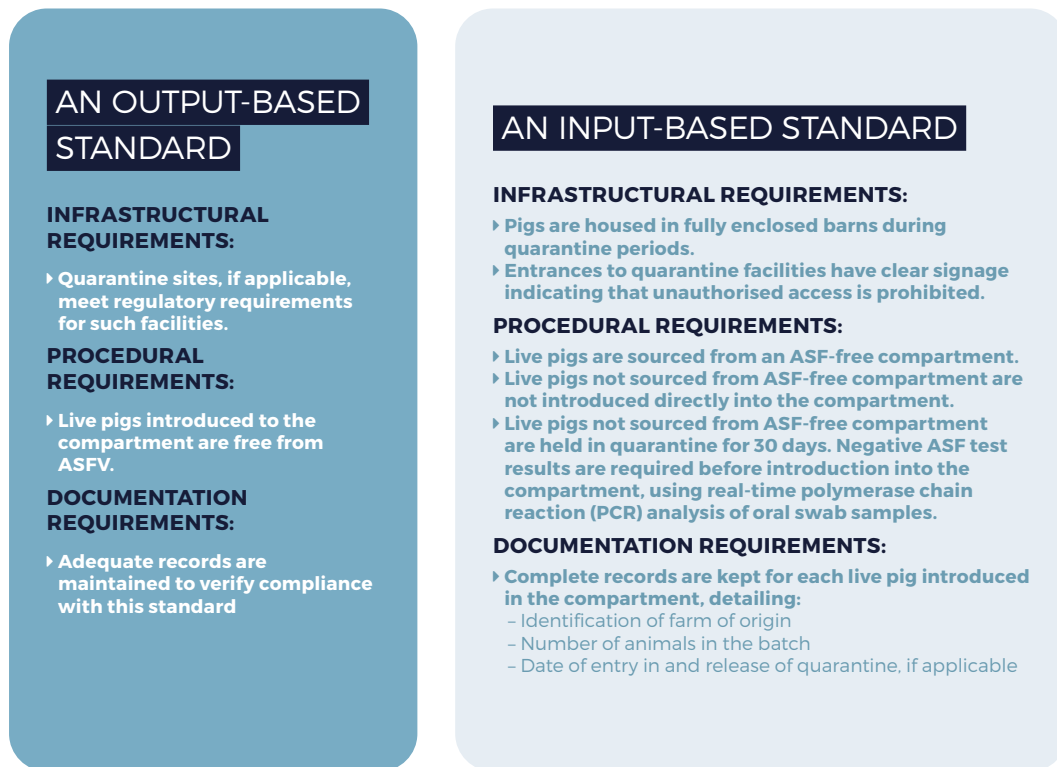 AN OUTPUT-BASED
STANDARD
INFRASTRUCTURAL
REQUIREMENTS:
Quarantine sites, if applicable,
meet regulatory requirements
for such facilities.
PROCEDURAL
REQUIREMENTS:
Live pigs introduced to the
compartment are free from
ASFV.
DOCUMENTATION
REQUIREMENTS:
Adequate records are
maintained to verify compliance
with this standard
AN INPUT-BASED STANDARD
INFRASTRUCTURAL REQUIREMENTS:
Pigs are housed in fully enclosed barns during
quarantine periods.
Entrances to quarantine facilities have clear signage
indicating that unauthorised access is prohibited.
PROCEDURAL REQUIREMENTS:
Live pigs are sourced from an ASF-free compartment.
Live pigs not sourced from ASF-free compartment are
not introduced directly into the compartment.
Live pigs not sourced from ASF-free compartment
are held in quarantine for 30 days. Negative ASF test
results are required before introduction into the
compartment, using real-time polymerase chain
reaction (PCR) analysis of oral swab samples.
DOCUMENTATION REQUIREMENTS:
Complete records are kept for each live pig introduced
in the compartment, detailing:
– Identification of farm of origin
– Number of animals in the batch
– Date of entry in and release of quarantine, if applicable